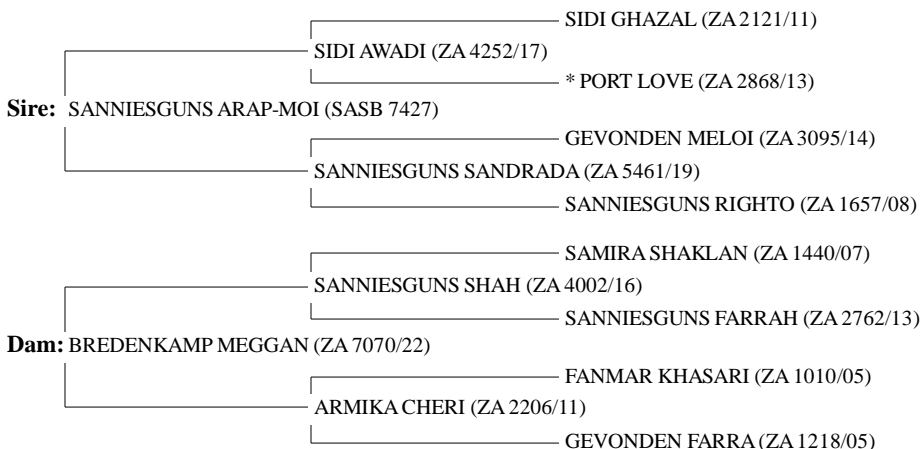 SIDI GHAZAL (ZA 2121/11)
SIDI AWADI (ZA 4252/17)
* PORT LOVE (ZA 2868/13)
Sire: SANNIESGUNS ARAP-MOI (SASB 7427)
GEVONDEN MELOI (ZA 3095/14)
SANNIESGUNS SANDRADA (ZA 5461/19)
SANNIESGUNS RIGHTO (ZA 1657/08)
SAMIRA SHAKLAN (ZA 1440/07)
SANNIESGUNS SHAH (ZA 4002/16)
SANNIESGUNS FARRAH (ZA 2762/13)
Dam: BREDENKAMP MEGGAN (ZA 7070/22)
FANMAR KHASARI (ZA 1010/05)
ARMIKA CHERI (ZA 2206/11)
GEVONDEN FARRA (ZA 1218/05)